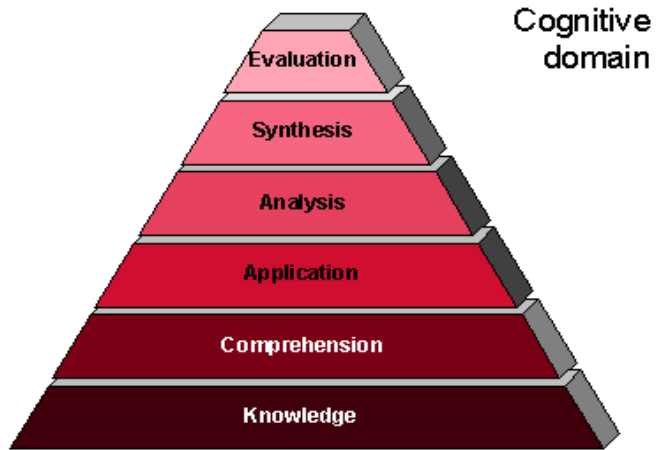 Cognitive
domain
Evaluation
Synthesis
Analysis
Application
Comprehension
Knowledge